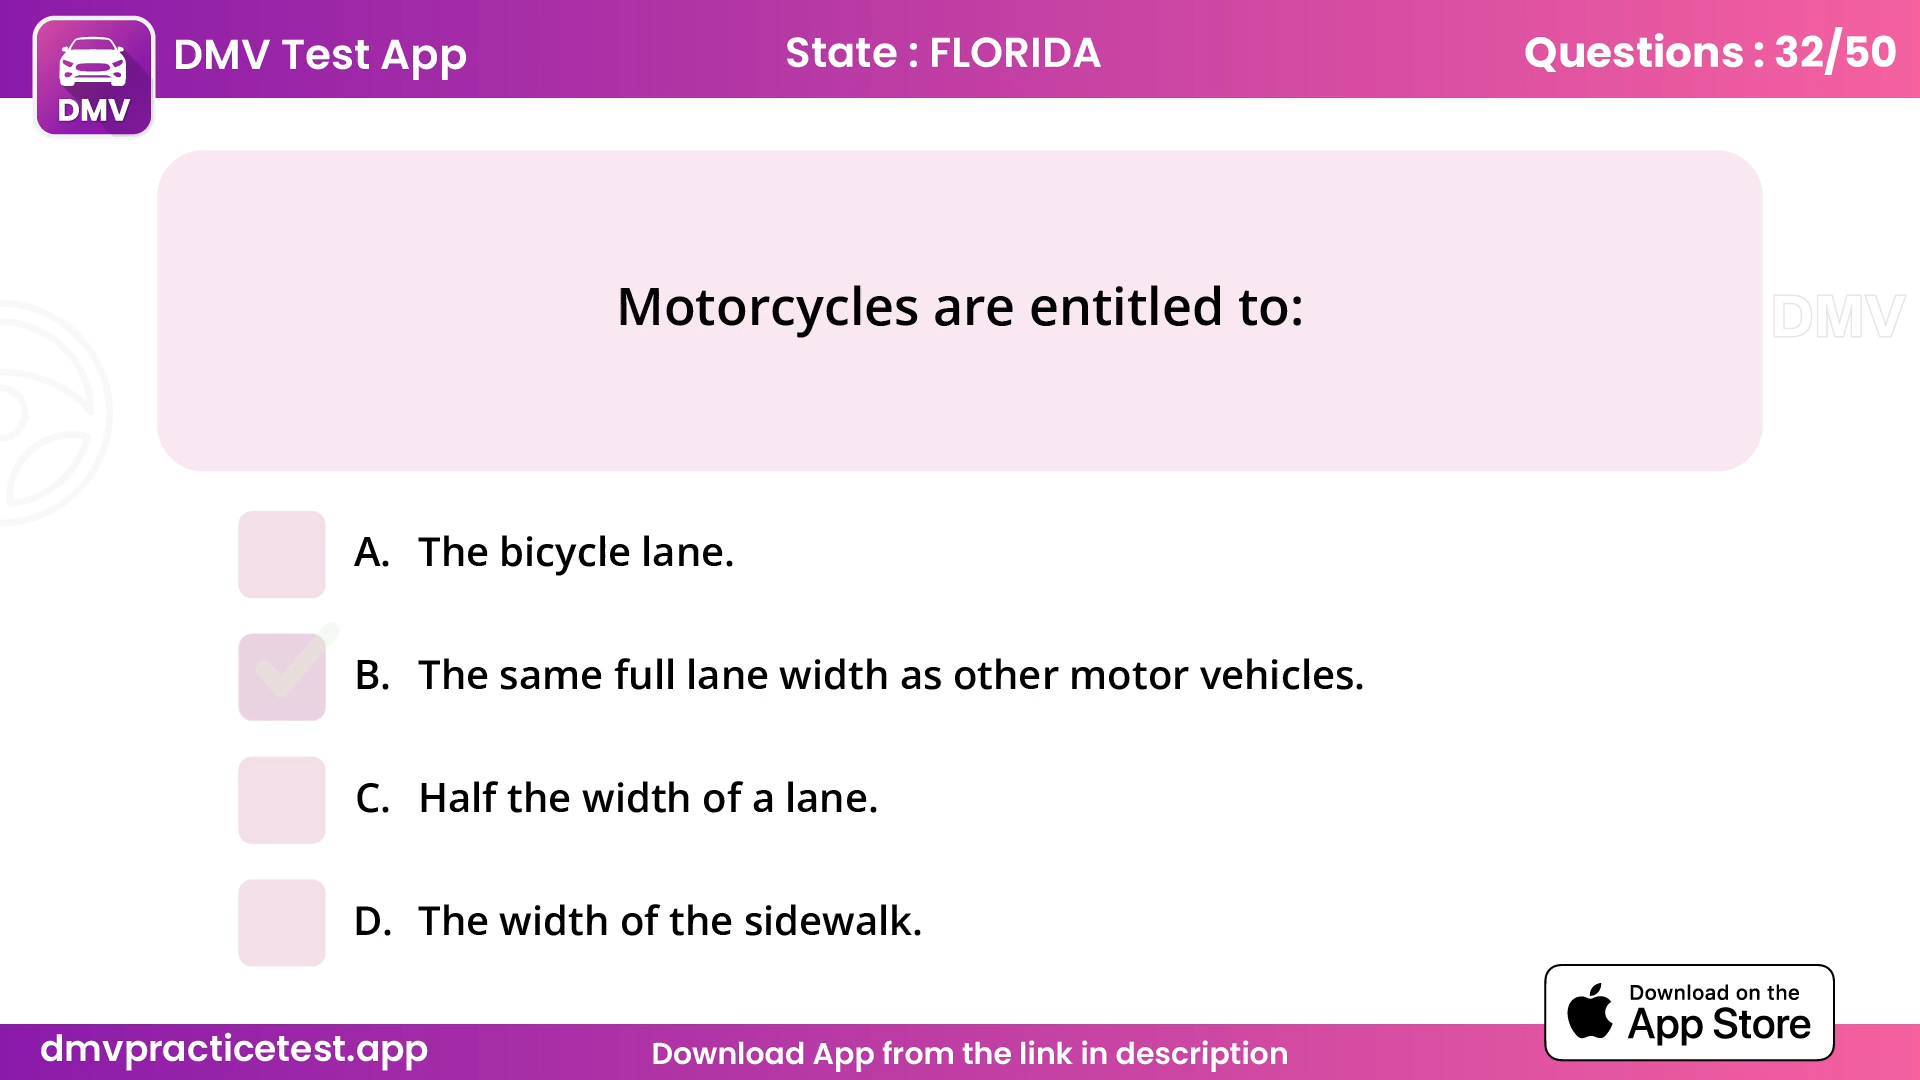 DMV
DMV Test App
State : FLORIDA
Questions : 32/50
Motorcycles are entitled to:
DMV
A. The bicycle lane.
B. The same full lane width as other motor vehicles.
C. Half the width of a lane.
D. The width of the sidewalk.
Download on the
App Store
dmvpracticetest.app
Download App from the link in description